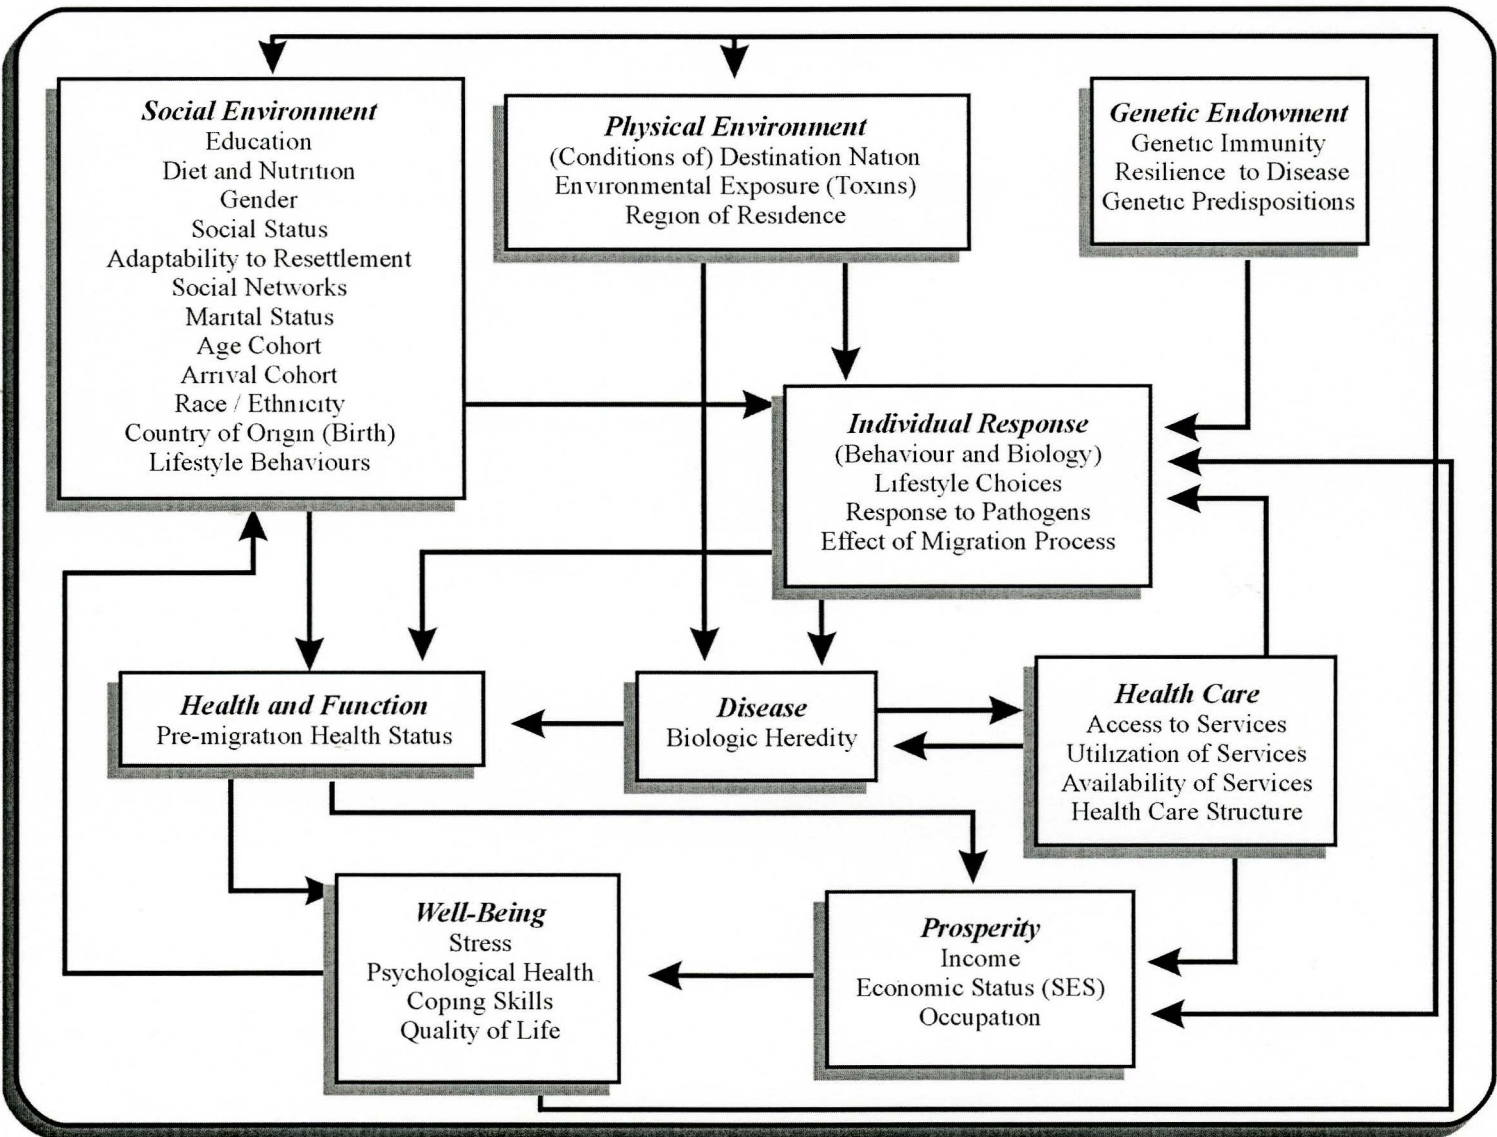 Social Environment
Education
Diet and Nutrition
Gender
Social Status
Adaptability to Resettlement
Social Networks
Marital Status
Age Cohort
Arrival Cohort
Race / Ethnicity
Country of Origin (Birth)
Lifestyle Behaviours
Physical Environment
(Conditions of) Destination Nation
Environmental Exposure (Toxins)
Region of Residence
Genetic Endowment
Genetic Immunity
Resilience to Disease
Genetic Predispositions
Individual Response
(Behaviour and Biology)
Lifestyle Choices
Response to Pathogens
Effect of Migration Process
Health and Function
Pre-migration Health Status
Disease
Biologic Heredity
Health Care
Access to Services
Utilization of Services
Availability of Services
Health Care Structure
Well-Being
Stress
Psychological Health
Coping Skills
Quality of Life
Prosperity
Income
Economic Status (SES)
Occupation